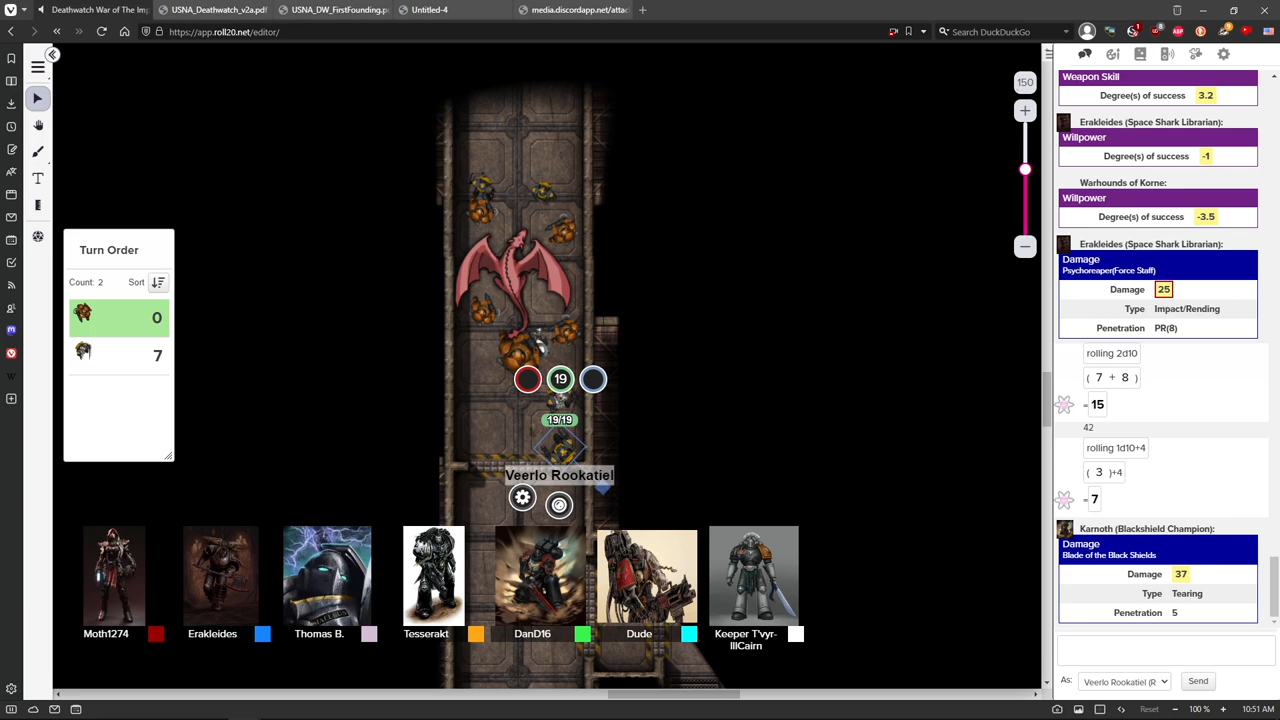 Deathwatch War of The Imp
USNA_Deathwatch_v2a.pdf
USNA_DW_FirstFounding.p
Untitled-4
media.discordapp.net/attac
https://app.roll20.net/editor/
Search DuckDuckGo
Turn Order
Count: 2
Sort
0
7
150
19
19/19
Veerlo Rookatiel
Moth1274
Erakleides
Thomas B.
Tesserakt
DanD16
Dude
Keeper T'vyr-
IllCairn
Weapon Skill
Degree(s) of success 3.2
Erakleides (Space Shark Librarian):
Willpower
Degree(s) of success -1
Warhounds of Korne:
Willpower
Degree(s) of success -3.5
Erakleides (Space Shark Librarian):
Damage
Psychoreaper(Force Staff)
Damage 25
Type Impact/Rending
Penetration PR(8)
rolling 2d10
( 7 + 8 )
= 15
42
rolling 1d10+4
( 3 )+4
= 7
Karnoth (Blackshield Champion):
Damage
Blade of the Black Shields
Damage 37
Type Tearing
Penetration 5
As: Veerlo Rookatiel (R
Send
Reset
100 %
10:51 AM